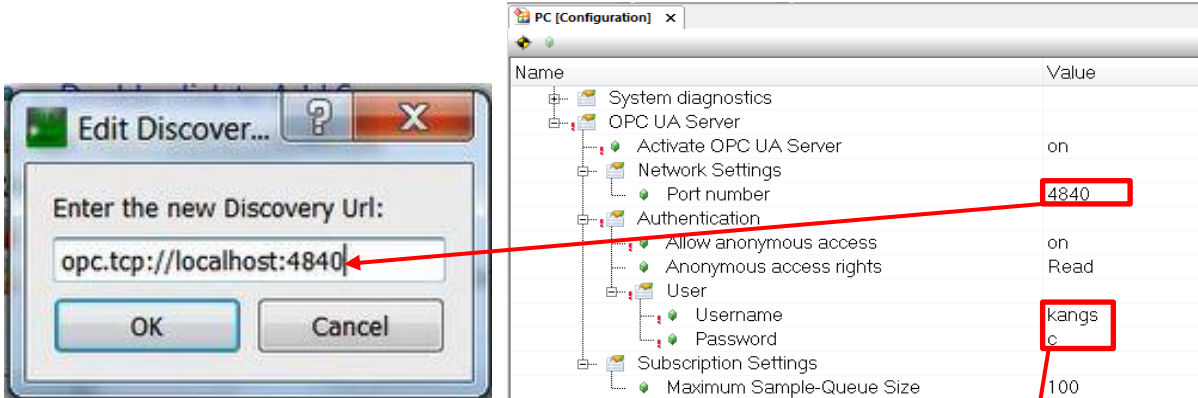 Edit Discover...
Enter the new Discovery Url:
opc.tcp://localhost:4840
OK Cancel
PC [Configuration] x
Name Value
System diagnostics
OPC UA Server
Activate OPC UA Server on
Network Settings
Port number 4840
Authentication
Allow anonymous access on
Anonymous access rights Read
User
Username kangs
Password c
Subscription Settings
Maximum Sample-Queue Size 100